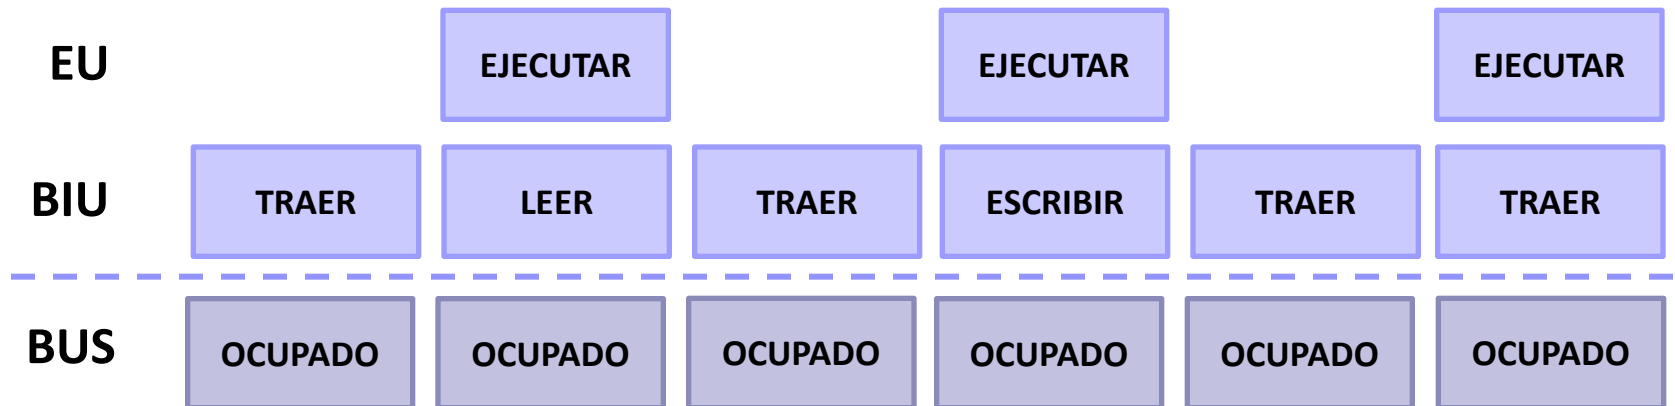 EU EJECUTAR EJECUTAR EJECUTAR
BIU TRAER LEER TRAER ESCRIBIR TRAER TRAER
BUS OCUPADO OCUPADO OCUPADO OCUPADO OCUPADO OCUPADO